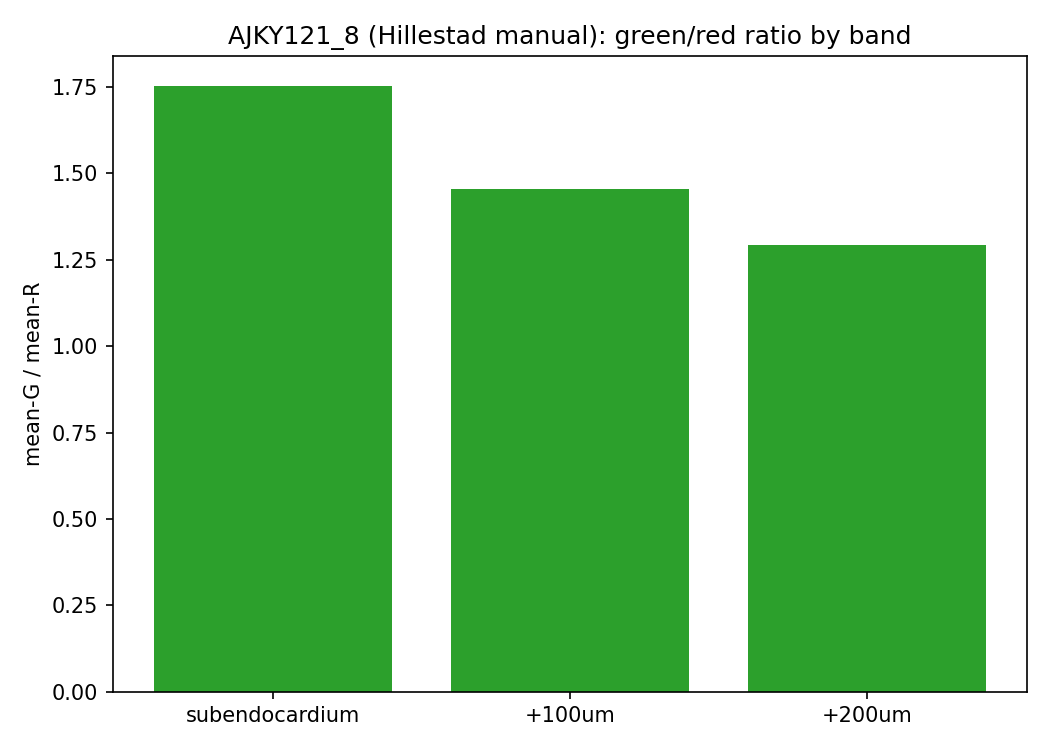 AJKY121_8 (Hillestad manual): green/red ratio by band
mean-G / mean-R
1.75
1.50
1.25
1.00
0.75
0.50
0.25
0.00
subendocardium +100um +200um